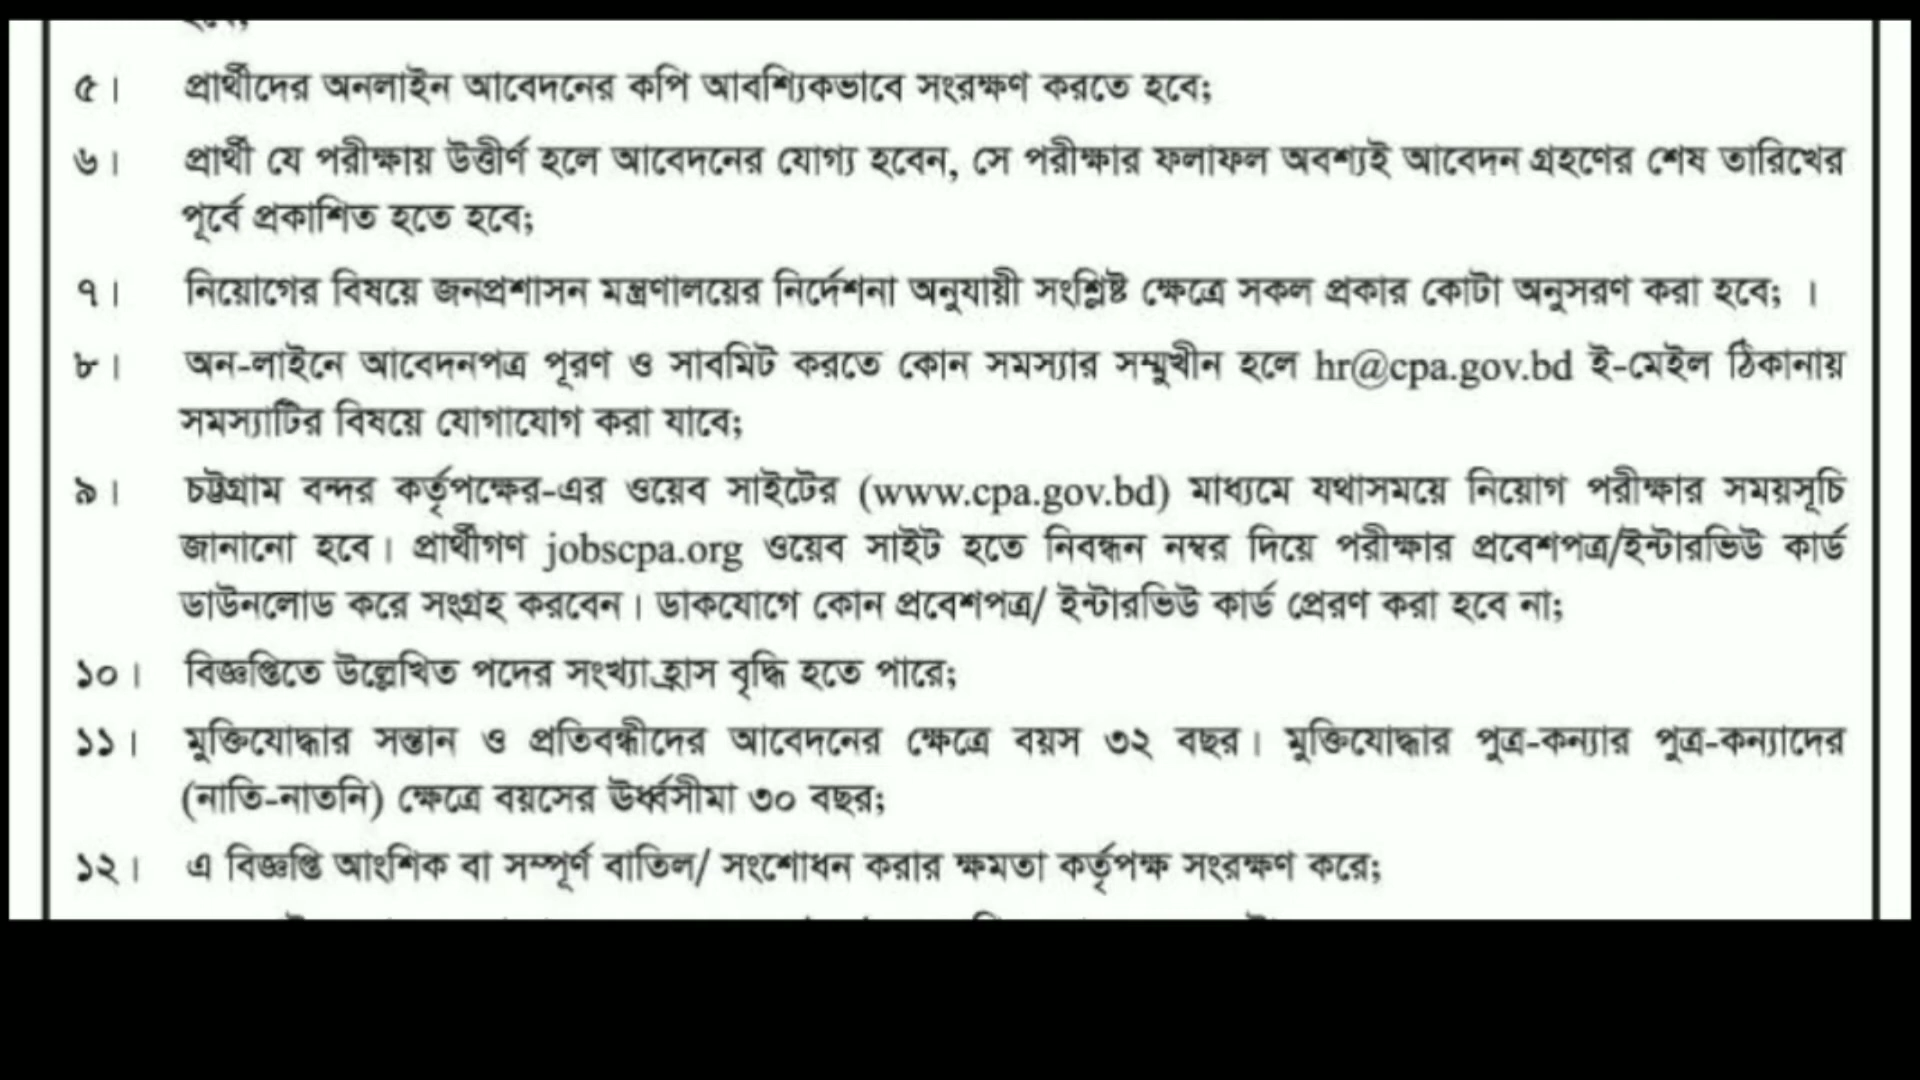 হবে;
৫। প্রার্থীদের অনলাইন আবেদনের কপি আবশ্যিকভাবে সংরক্ষণ করতে হবে;
৬। প্রার্থী যে পরীক্ষায় উত্তীর্ণ হলে আবেদনের যোগ্য হবেন, সে পরীক্ষার ফলাফল অবশ্যই আবেদন গ্রহণের শেষ তারিখের
পূর্বে প্রকাশিত হতে হবে;
৭। নিয়োগের বিষয়ে জনপ্রশাসন মন্ত্রণালয়ের নির্দেশনা অনুযায়ী সংশ্লিষ্ট ক্ষেত্রে সকল প্রকার কোটা অনুসরণ করা হবে; ।
৮। অন-লাইনে আবেদনপত্র পূরণ ও সাবমিট করতে কোন সমস্যার সম্মুখীন হলে hr@cpa.gov.bd ই-মেইল ঠিকানায়
সমস্যাটির বিষয়ে যোগাযোগ করা যাবে;
৯। চট্টগ্রাম বন্দর কর্তৃপক্ষের-এর ওয়েব সাইটের (www.cpa.gov.bd) মাধ্যমে যথাসময়ে নিয়োগ পরীক্ষার সময়সূচি
জানানো হবে। প্রার্থীগণ jobscpa.org ওয়েব সাইট হতে নিবন্ধন নম্বর দিয়ে পরীক্ষার প্রবেশপত্র/ইন্টারভিউ কার্ড
ডাউনলোড করে সংগ্রহ করবেন। ডাকযোগে কোন প্রবেশপত্র/ ইন্টারভিউ কার্ড প্রেরণ করা হবে না;
১০। বিজ্ঞপ্তিতে উল্লেখিত পদের সংখ্যা হ্রাস বৃদ্ধি হতে পারে;
১১। মুক্তিযোদ্ধার সন্তান ও প্রতিবন্ধীদের আবেদনের ক্ষেত্রে বয়স ৩২ বছর। মুক্তিযোদ্ধার পুত্র-কন্যার পুত্র-কন্যাদের
(নাতি-নাতনি) ক্ষেত্রে বয়সের ঊর্ধ্বসীমা ৩০ বছর;
১২। এ বিজ্ঞপ্তি আংশিক বা সম্পূর্ণ বাতিল/ সংশোধন করার ক্ষমতা কর্তৃপক্ষ সংরক্ষণ করে;